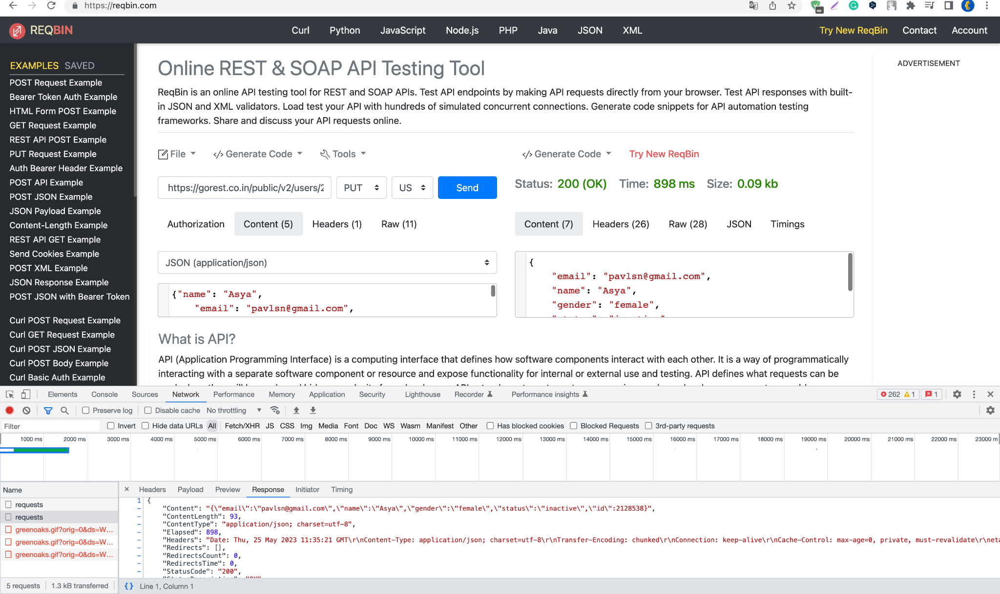 https://reqbin.com
REQBIN
Curl Python JavaScript Node.js PHP Java JSON XML
Try New ReqBin Contact Account
EXAMPLES SAVED
POST Request Example
Bearer Token Auth Example
HTML Form POST Example
GET Request Example
REST API POST Example
PUT Request Example
Auth Bearer Header Example
POST API Example
POST JSON Example
JSON Payload Example
Content-Length Example
REST API GET Example
Send Cookies Example
POST XML Example
JSON Response Example
POST JSON with Bearer Token
Curl POST Request Example
Curl GET Request Example
Curl POST JSON Example
Curl POST Body Example
Curl Basic Auth Example
Online REST & SOAP API Testing Tool
ReqBin is an online API testing tool for REST and SOAP APIs. Test API endpoints by making API requests directly from your browser. Test API responses with built-
in JSON and XML validators. Load test your API with hundreds of simulated concurrent connections. Generate code snippets for API automation testing
frameworks. Share and discuss your API requests online.
ADVERTISEMENT
File </> Generate Code Tools
</> Generate Code Try New ReqBin
https://gorest.co.in/public/v2/users/2 PUT US Send
Status: 200 (OK) Time: 898 ms Size: 0.09 kb
Authorization Content (5) Headers (1) Raw (11)
Content (7) Headers (26) Raw (28) JSON Timings
JSON (application/json)
{"name": "Asya",
"email": "pavlsn@gmail.com",
{
"email": "pavlsn@gmail.com",
"name": "Asya",
"gender": "female",
What is API?
API (Application Programming Interface) is a computing interface that defines how software components interact with each other. It is a way of programmatically
interacting with a separate software component or resource and expose functionality for internal or external use and testing. API defines what requests can be
Elements Console Sources Network Performance Memory Application Security Lighthouse Recorder Performance insights 262 1 1
Preserve log Disable cache No throttling
Filter Invert Hide data URLs All Fetch/XHR JS CSS Img Media Font Doc WS Wasm Manifest Other Has blocked cookies Blocked Requests 3rd-party requests
1000 ms 2000 ms 3000 ms 4000 ms 5000 ms 6000 ms 7000 ms 8000 ms 9000 ms 10000 ms 11000 ms 12000 ms 13000 ms 14000 ms 15000 ms 16000 ms 17000 ms 18000 ms 19000 ms 20000 ms 21000 ms 22000 ms 23000 m
Name
requests
requests
greenoaks.gif?orig=0&ds=W...
greenoaks.gif?orig=0&ds=W...
greenoaks.gif?orig=0&ds=W...
5 requests 1.3 kB transferred
× Headers Payload Preview Response Initiator Timing
1 {
- "Content": "{\"email\":\"pavlsn@gmail.com\",\"name\":\"Asya\",\"gender\":\"female\",\"status\":\"inactive\",\"id\":2128538}",
- "ContentLength": 93,
- "ContentType": "application/json; charset=utf-8",
- "Elapsed": 898,
- "Headers": "Date: Thu, 25 May 2023 11:35:21 GMT\r\nContent-Type: application/json; charset=utf-8\r\nTransfer-Encoding: chunked\r\nConnection: keep-alive\r\nCache-Control: max-age=0, private, must-revalidate\r\neta
- "Redirects": [],
- "RedirectsCount": 0,
- "RedirectsTime": 0,
- "StatusCode": "200",
{} Line 1, Column 1